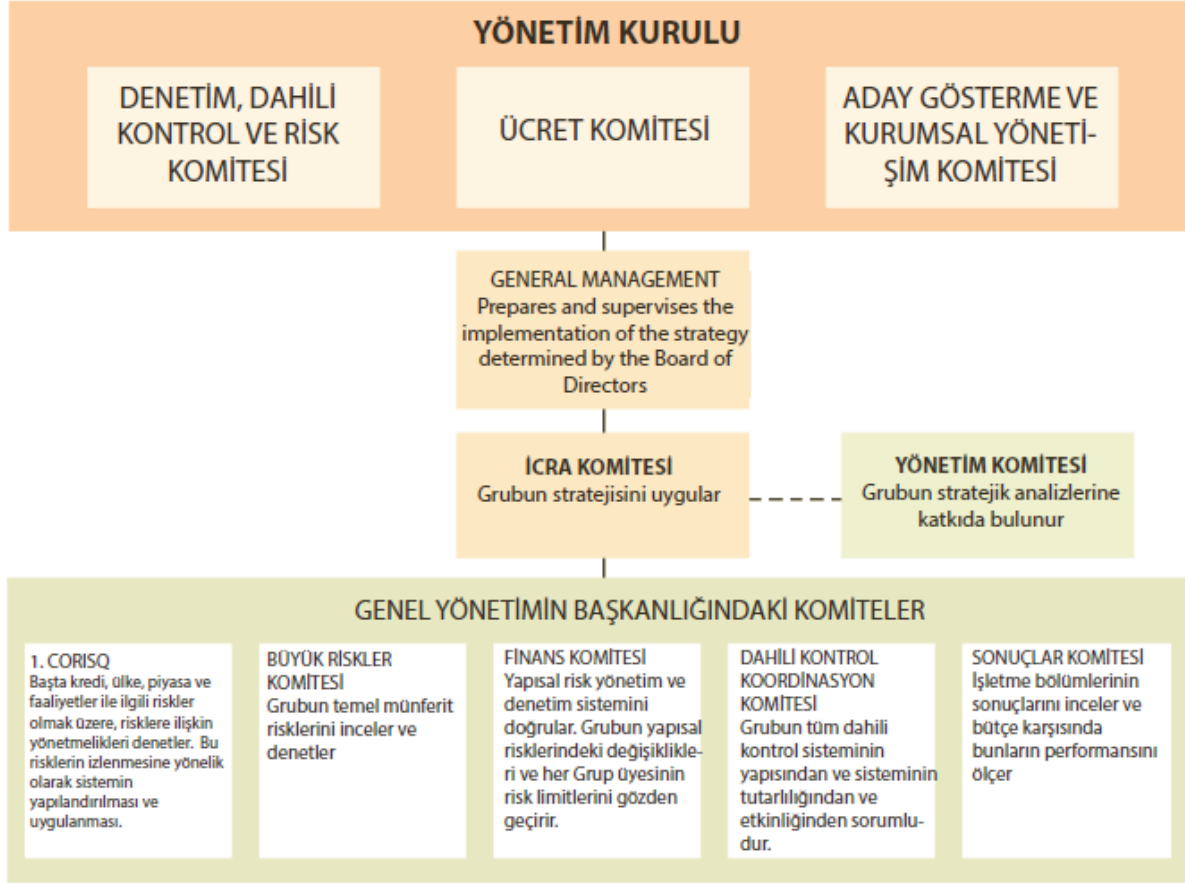 YÖNETİM KURULU
DENETİM, DAHİLİ
KONTROL VE RİSK
KOMİTESİ
ÜCRET KOMİTESİ
ADAY GÖSTERME VE
KURUMSAL YÖNETİ-
ŞİM KOMİTESİ
GENERAL MANAGEMENT
Prepares and supervises the
implementation of the strategy
determined by the Board of
Directors
İCRA KOMİTESİ
Grubun stratejisini uygular
YÖNETİM KOMİTESİ
Grubun stratejik analizlerine
katkıda bulunur
GENEL YÖNETİMİN BAŞKANLIĞINDAKİ KOMİTELER
1. CORISQ
Başta kredi, ülke, piyasa ve
faaliyetler ile ilgili riskler
olmak üzere, risklere ilişkin
yönetmelikleri denetler. Bu
risklerin izlenmesine yönelik
olarak sistemin
yapılandırılması ve
uygulanması.
BÜYÜK RİSKLER
KOMİTESİ
Grubun temel münferit
risklerini inceler ve
denetler
FİNANS KOMİTESİ
Yapısal risk yönetim ve
denetim sistemini
doğrular. Grubun yapısal
risklerindeki değişiklikle-
ri ve her Grup üyesinin
risk limitlerini gözden
geçirir.
DAHİLİ KONTROL
KOORDİNASYON
KOMİTESİ
Grubun tüm dahili
kontrol sisteminin
yapısından ve sisteminin
tutarlılığından ve
etkinliğinden sorumlu-
dur.
SONUÇLAR KOMİTESİ
İşletme bölümlerinin
sonuçlarını inceler ve
bütçe karşısında
bunların performansını
ölçer